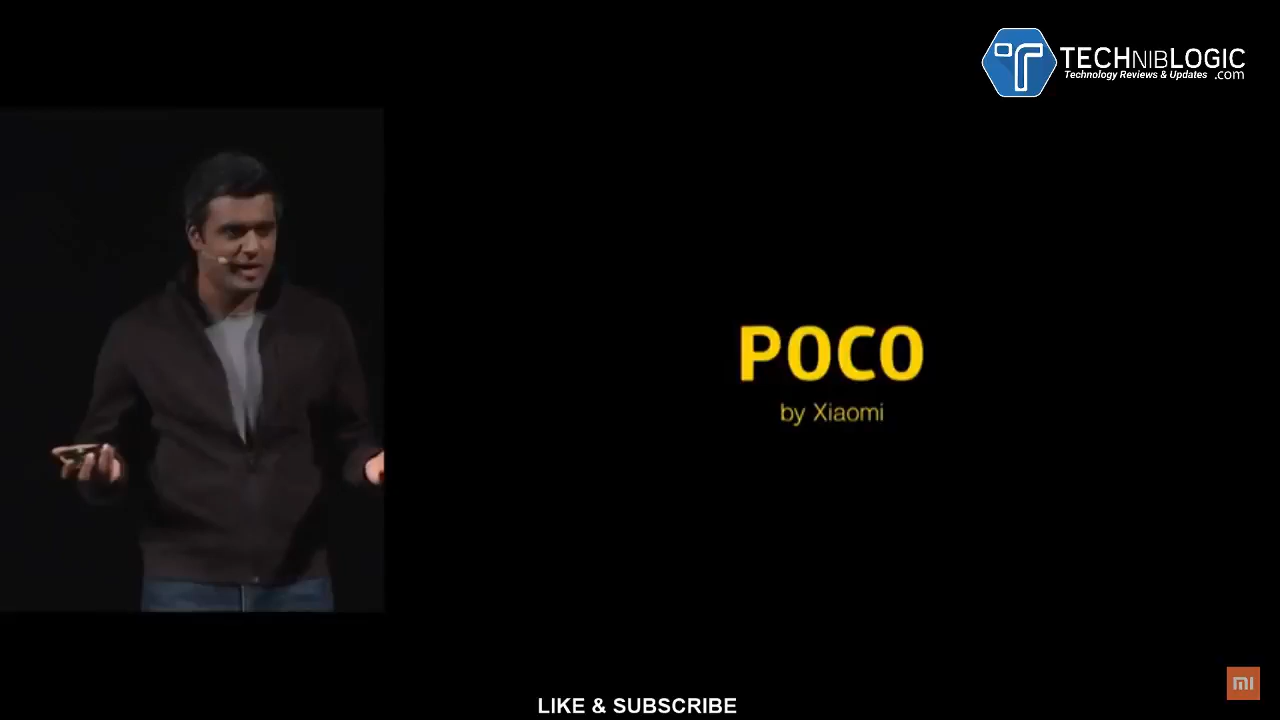 TECHNIBLOGIC
Technology Reviews & Updates .com
POCO
by Xiaomi
mi
LIKE & SUBSCRIBE